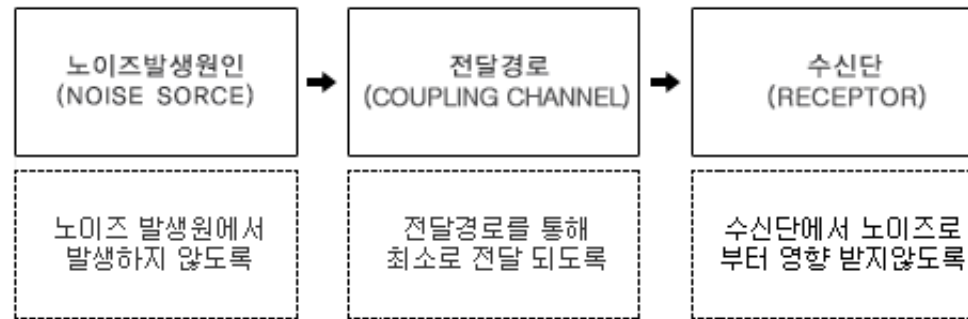 노이즈발생원인
(NOISE SORCE)
전달경로
(COUPLING CHANNEL)
수신단
(RECEPTOR)
노이즈 발생원에서
발생하지 않도록
전달경로를 통해
최소로 전달 되도록
수신단에서 노이즈로
부터 영향 받지않도록